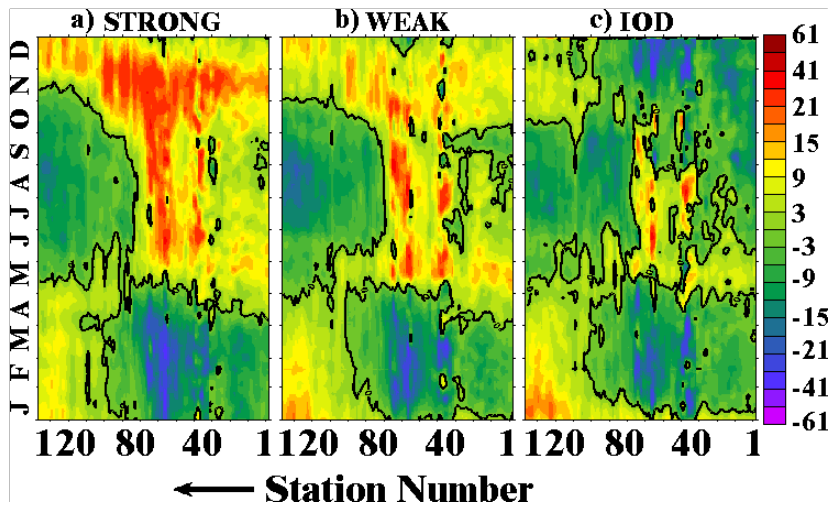 a) STRONG
b) WEAK
c) IOD
D
N
O
S
A
J
J
M
A
M
F
J
61
41
21
15
9
3
-3
-9
-15
-21
-41
-61
120 80 40 1
120 80 40 1
120 80 40 1
Station Number